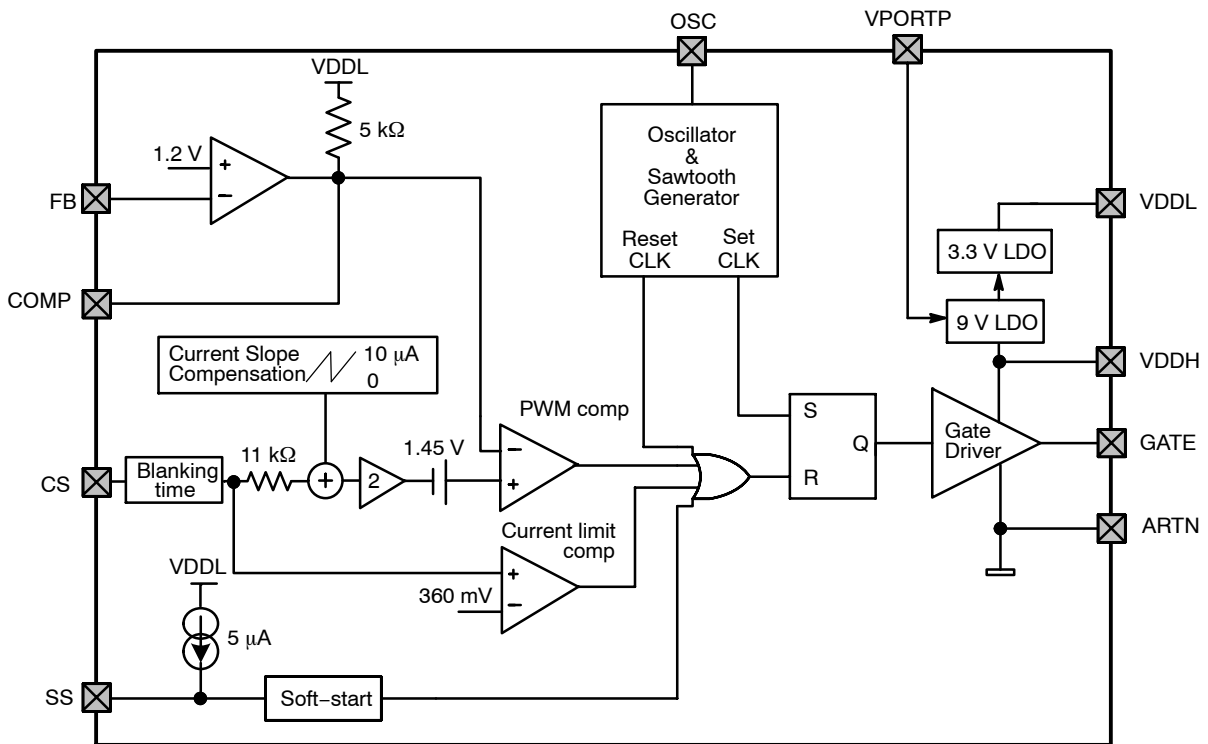 OSC
VPORTP
VDDL
5 kΩ
1.2 V
+
−
FB
COMP
Oscillator
&
Sawtooth
Generator
Reset
CLK
Set
CLK
VDDL
3.3 V LDO
9 V LDO
VDDH
Current Slope
Compensation
10 μA
0
PWM comp
S
Q
R
Gate
Driver
GATE
11 kΩ
1.45 V
−
+
CS
Blanking
time
+
2
Current limit
comp
ARTN
VDDL
+
360 mV
−
5 μA
SS
Soft−start